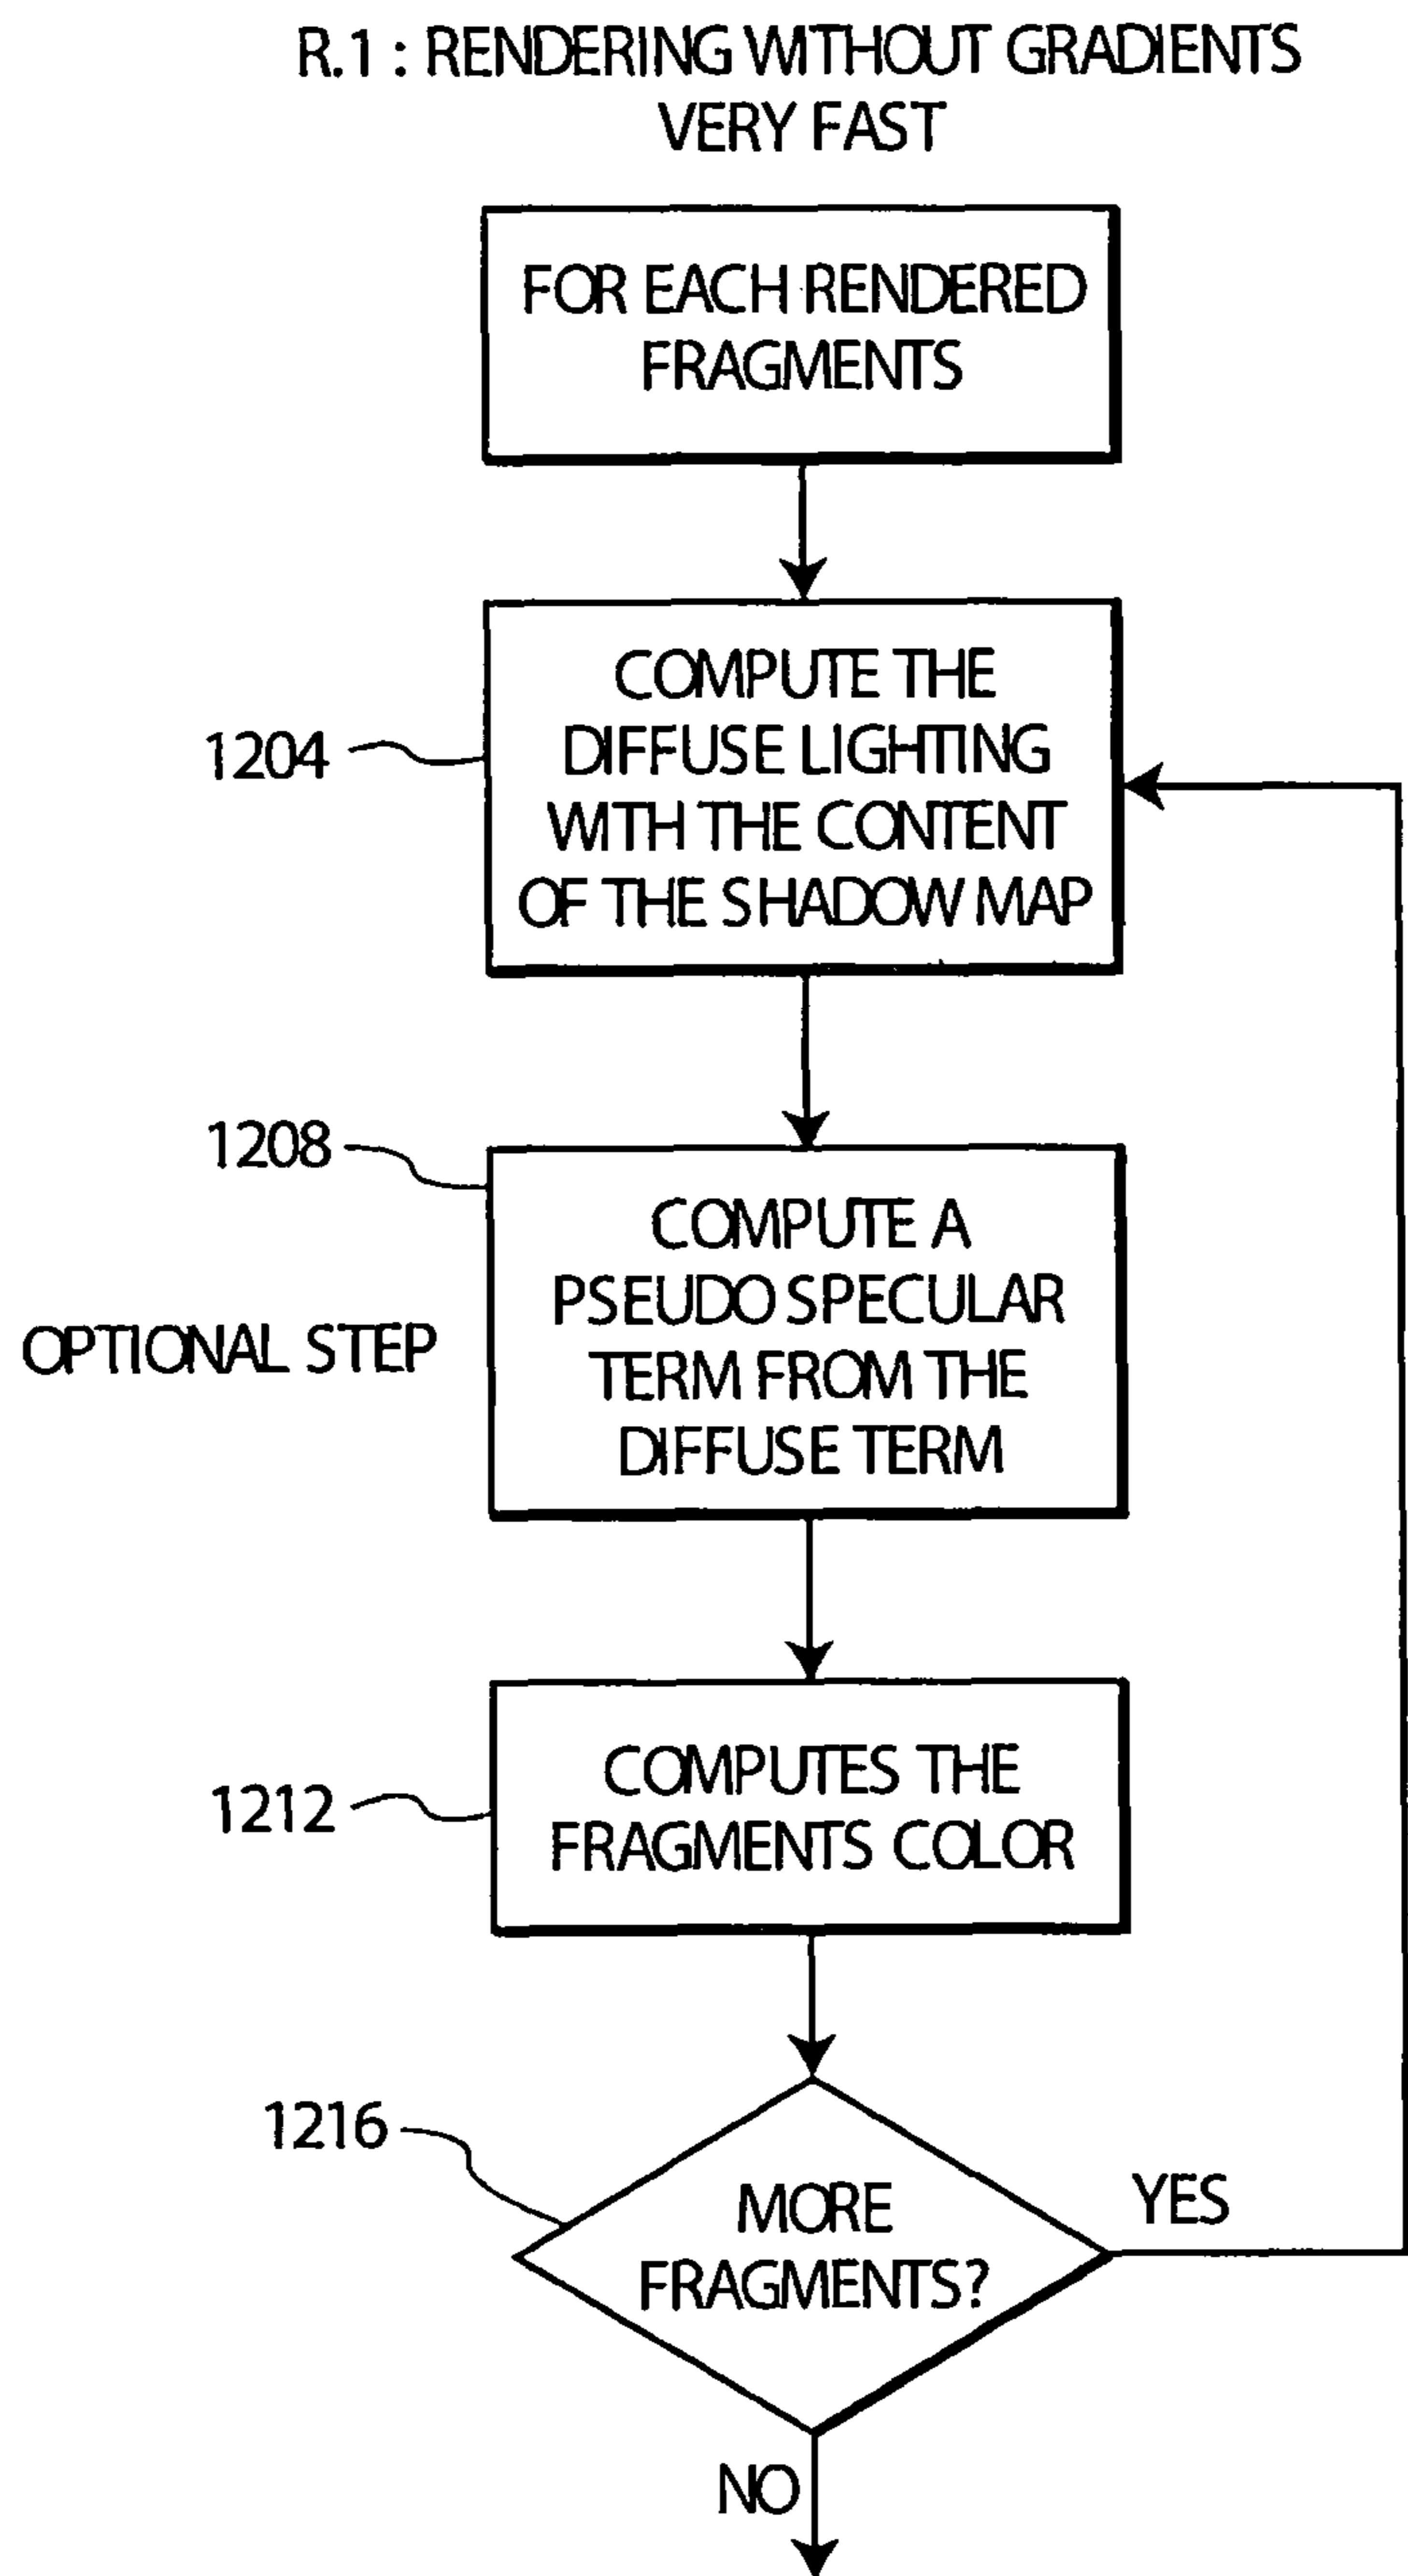 R.1 : RENDERING WITHOUT GRADIENTS
VERY FAST
FOR EACH RENDERED
FRAGMENTS
1204
COMPUTE THE
DIFFUSE LIGHTING
WITH THE CONTENT
OF THE SHADOW MAP
1208
OPTIONAL STEP
COMPUTE A
PSEUDO SPECULAR
TERM FROM THE
DIFFUSE TERM
1212
COMPUTES THE
FRAGMENTS COLOR
1216
MORE
FRAGMENTS?
YES
NO